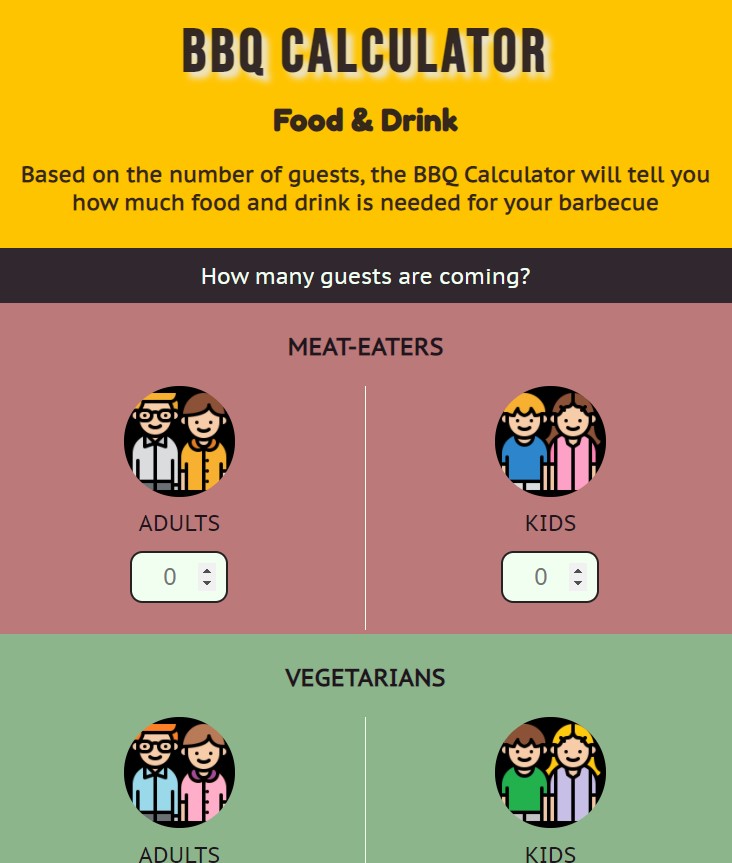 BBQ CALCULATOR
Food & Drink
Based on the number of guests, the BBQ Calculator will tell you
how much food and drink is needed for your barbecue
How many guests are coming?
MEAT-EATERS
ADULTS KIDS
0 0
VEGETARIANS
ADULTS KIDS